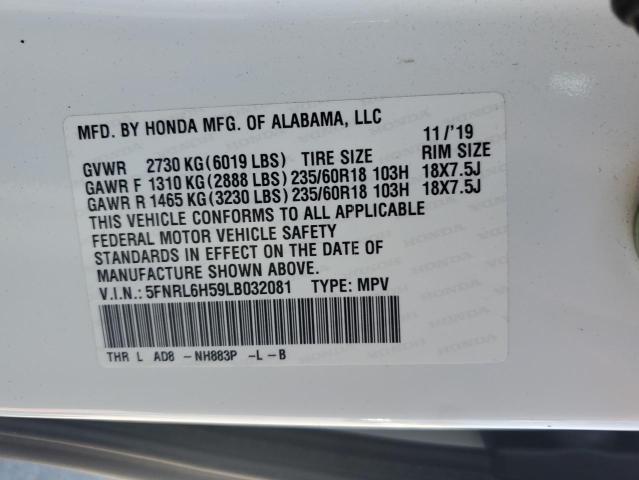 MFD. BY HONDA MFG. OF ALABAMA, LLC
11/'19
GVWR 2730 KG(6019 LBS) TIRE SIZE RIM SIZE
GAWR F 1310 KG(2888 LBS)235/60R18 103H 18X7.5J
GAWR R 1465 KG(3230 LBS)235/60R18 103H 18X7.5J
THIS VEHICLE CONFORMS TO ALL APPLICABLE
FEDERAL MOTOR VEHICLE SAFETY
STANDARDS IN EFFECT ON THE DATE OF
MANUFACTURE SHOWN ABOVE.
V.I.N.: 5FNRL6H59LB032081 TYPE: MPV
THR L AD8 -NH883P -L-B